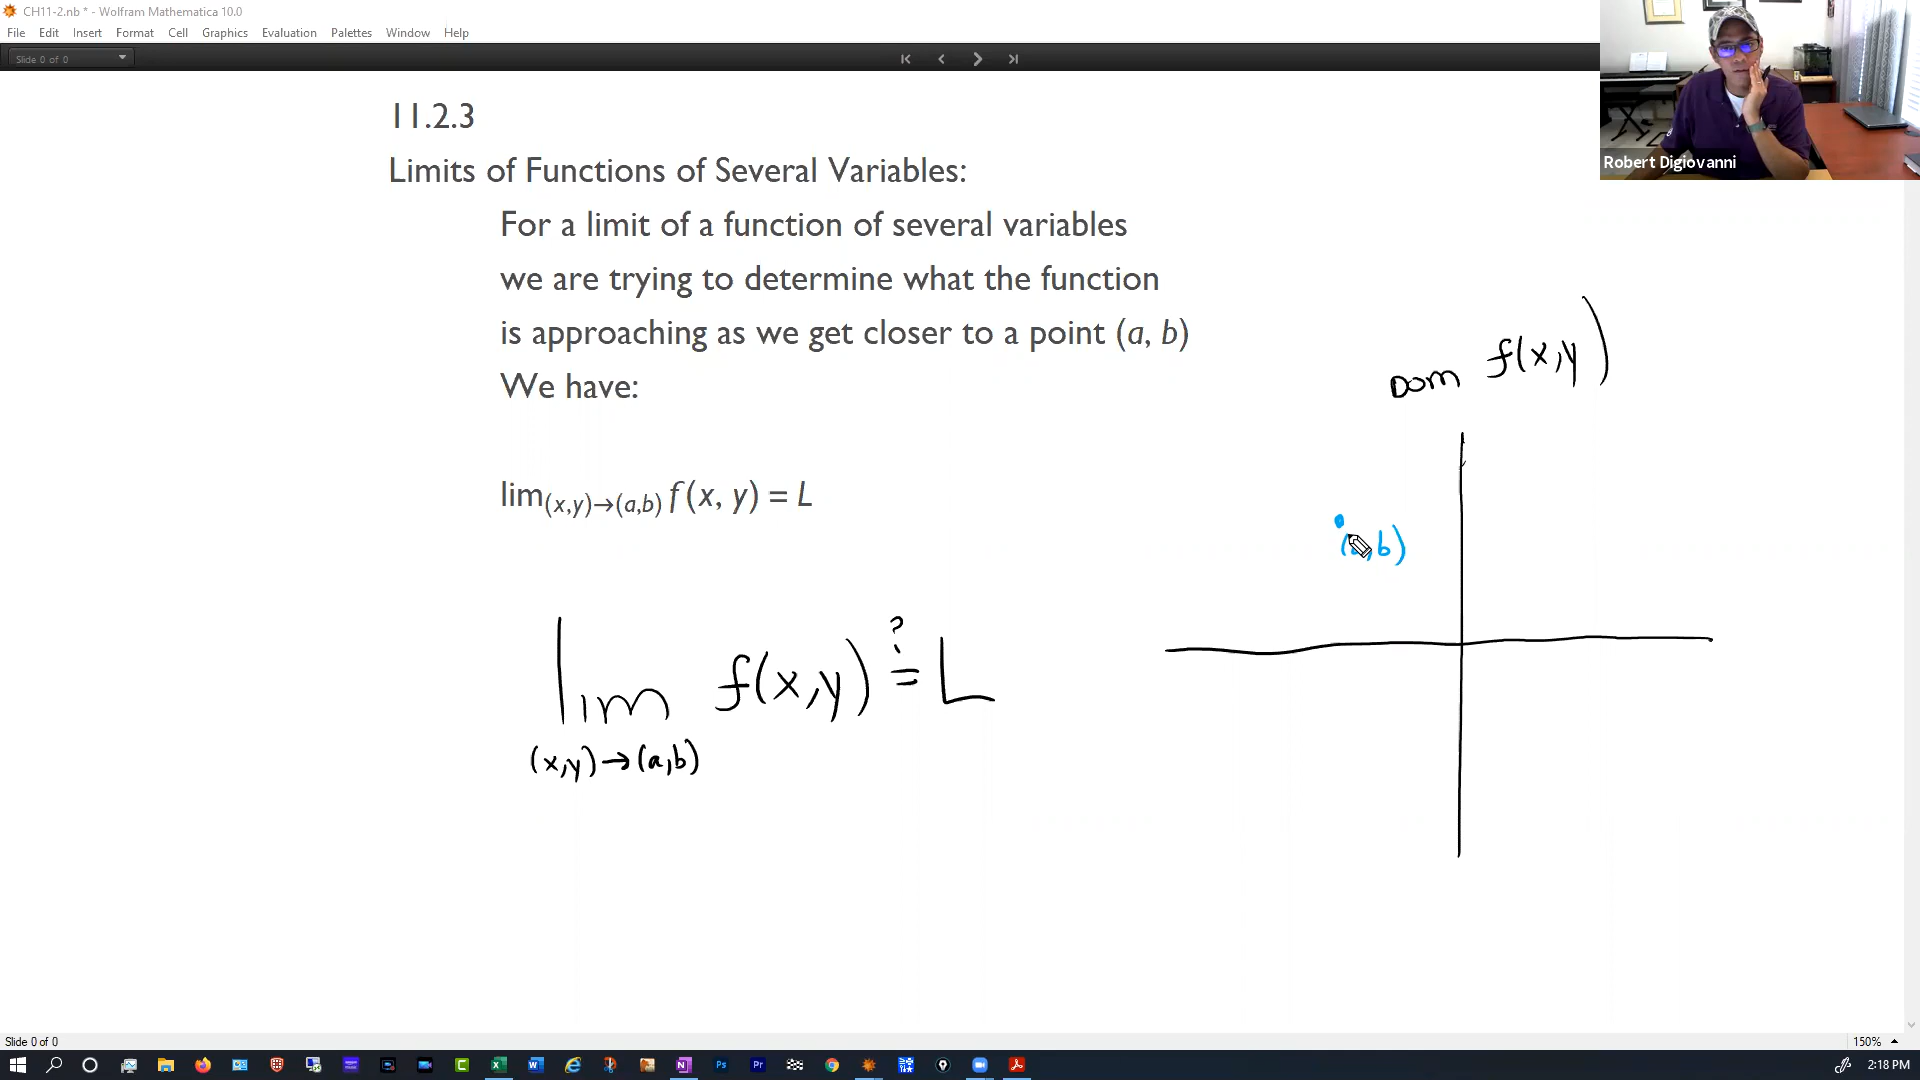 CH11-2.nb * - Wolfram Mathematica 10.0
File Edit Insert Format Cell Graphics Evaluation Palettes Window Help
Slide 0 of 0
11.2.3
Limits of Functions of Several Variables:
For a limit of a function of several variables
we are trying to determine what the function
is approaching as we get closer to a point (a, b)
We have:
lim(x,y)→(a,b) f(x, y) = L
lim f(x,y) ?= L
(x,y)→(a,b)
Dom f(x,y)
(a,b)
Robert Digiovanni
Slide 0 of 0
150%
2:18 PM